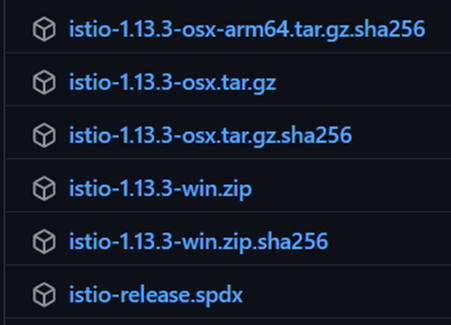 istio-1.13.3-osx-arm64.tar.gz.sha256
istio-1.13.3-osx.tar.gz
istio-1.13.3-osx.tar.gz.sha256
istio-1.13.3-win.zip
istio-1.13.3-win.zip.sha256
istio-release.spdx